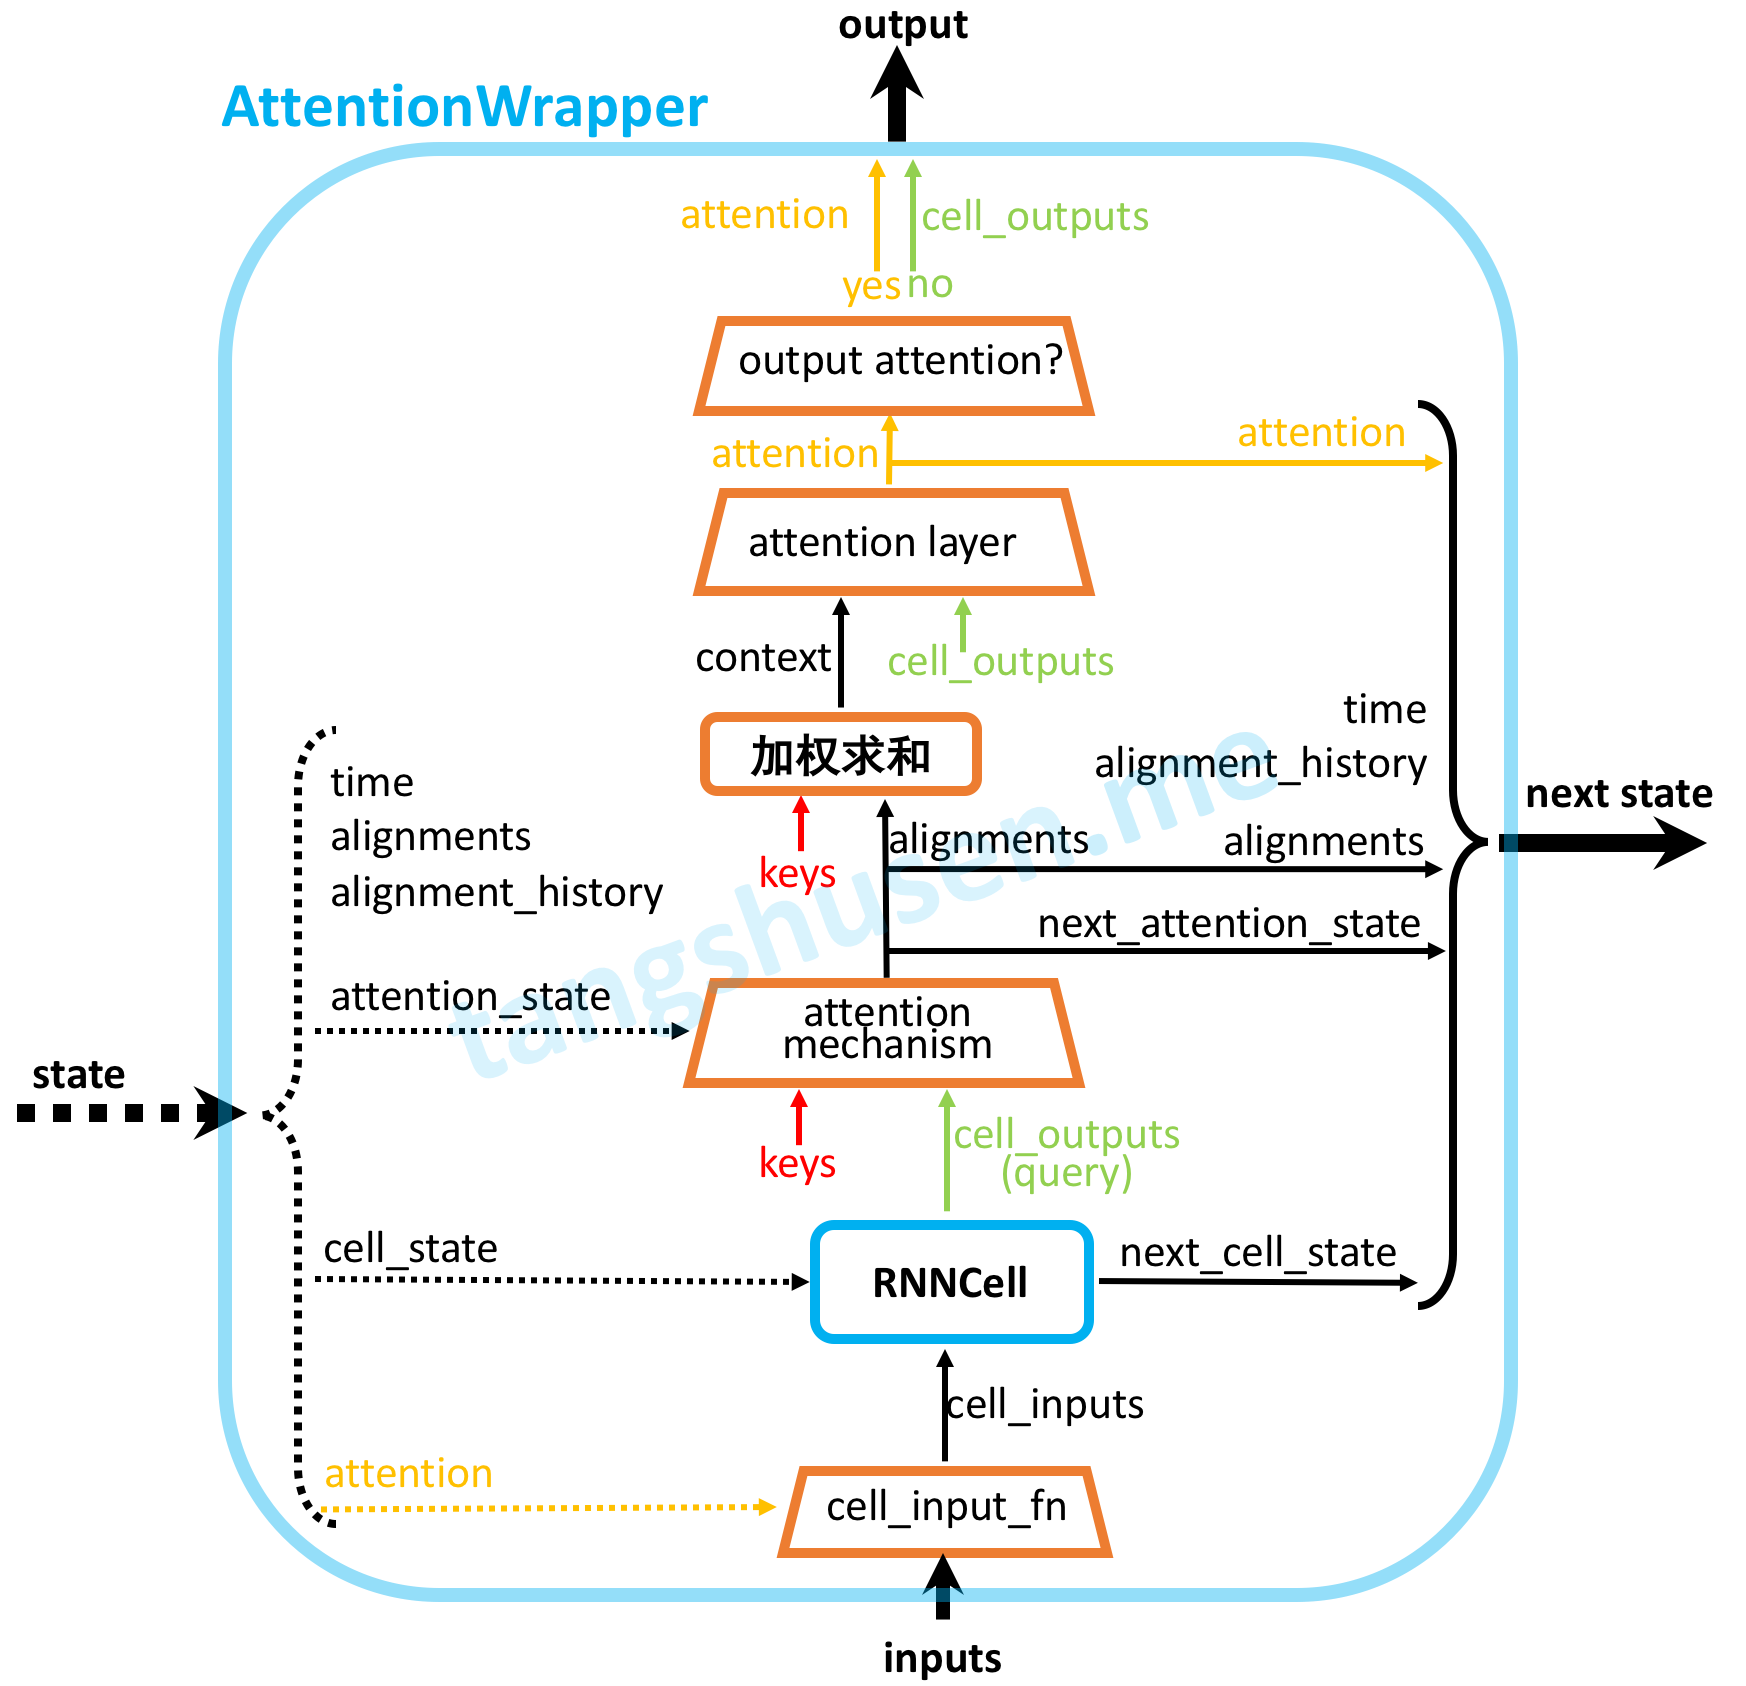 output
AttentionWrapper
attention
cell_outputs
yes
no
output attention?
attention
attention
attention layer
context
cell_outputs
time
alignment_history
加权求和
next state
time
alignments
alignment_history
alignments
alignments
keys
next_attention_state
attention_state
attention
mechanism
state
keys
cell_outputs
(query)
cell_state
RNNCell
next_cell_state
cell_inputs
attention
cell_input_fn
inputs
tangshusen.me